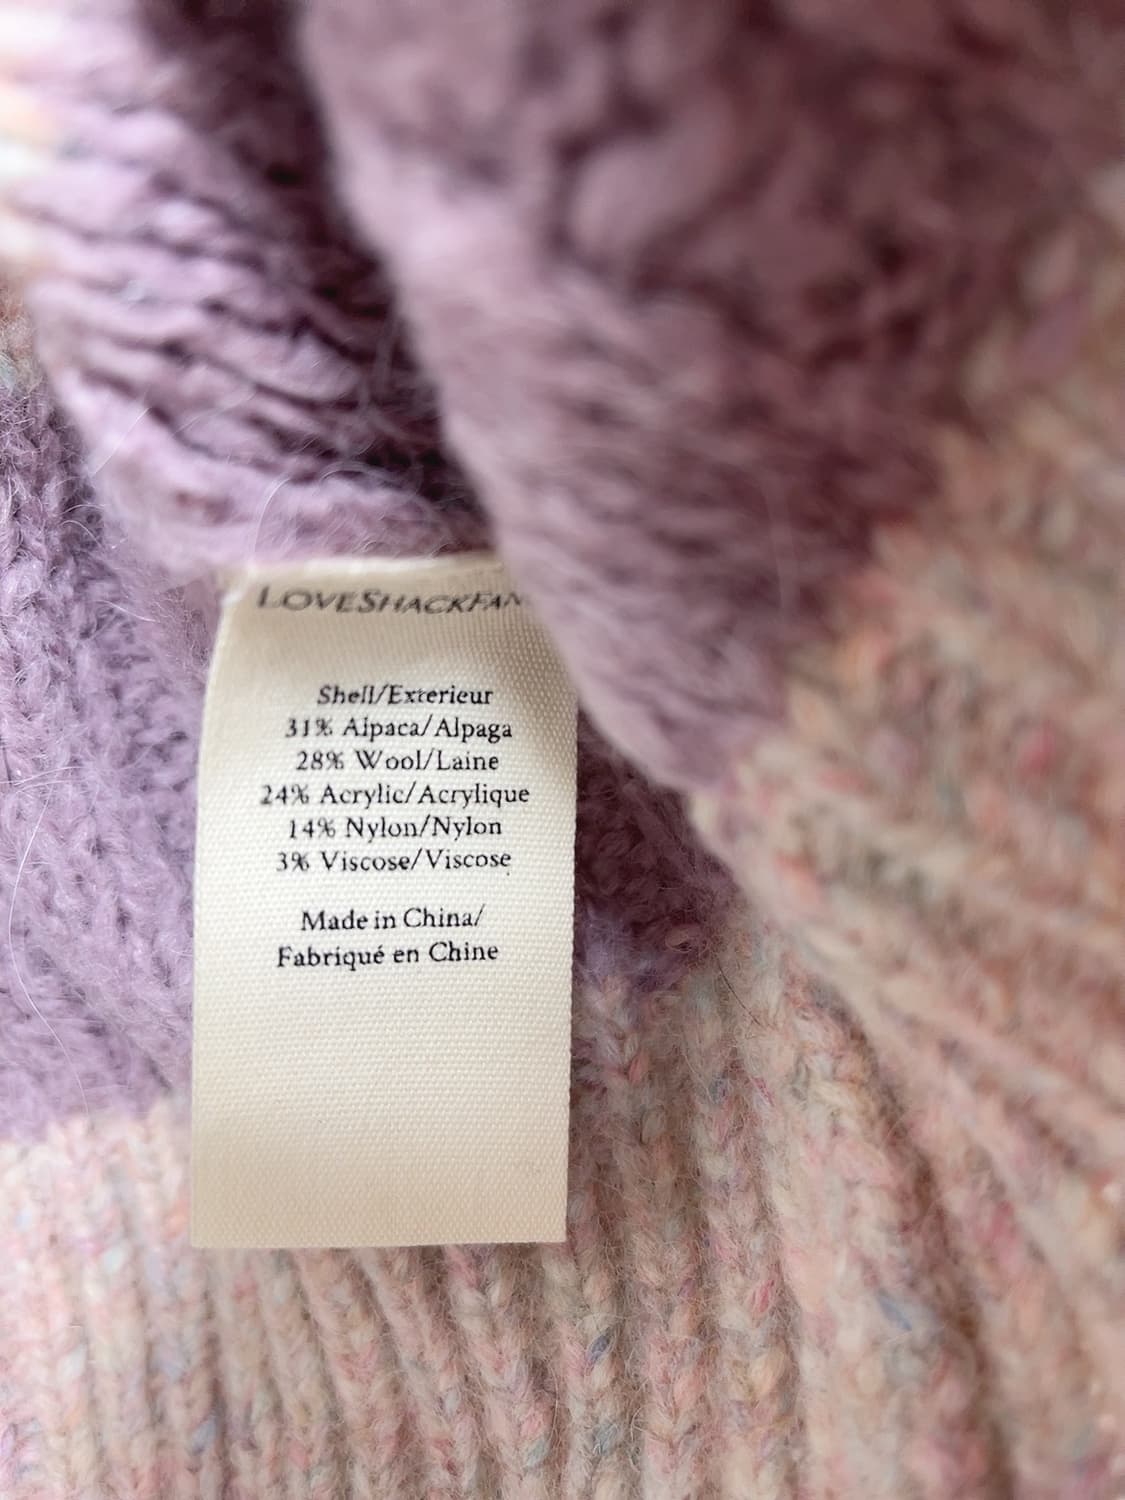 LOVESHACKFAN
Shell/Exterieur
31% Alpaca/Alpaga
28% Wool/Laine
24% Acrylic/Acrylique
14% Nylon/Nylon
3% Viscose/Viscose
Made in China/
Fabriqué en Chine